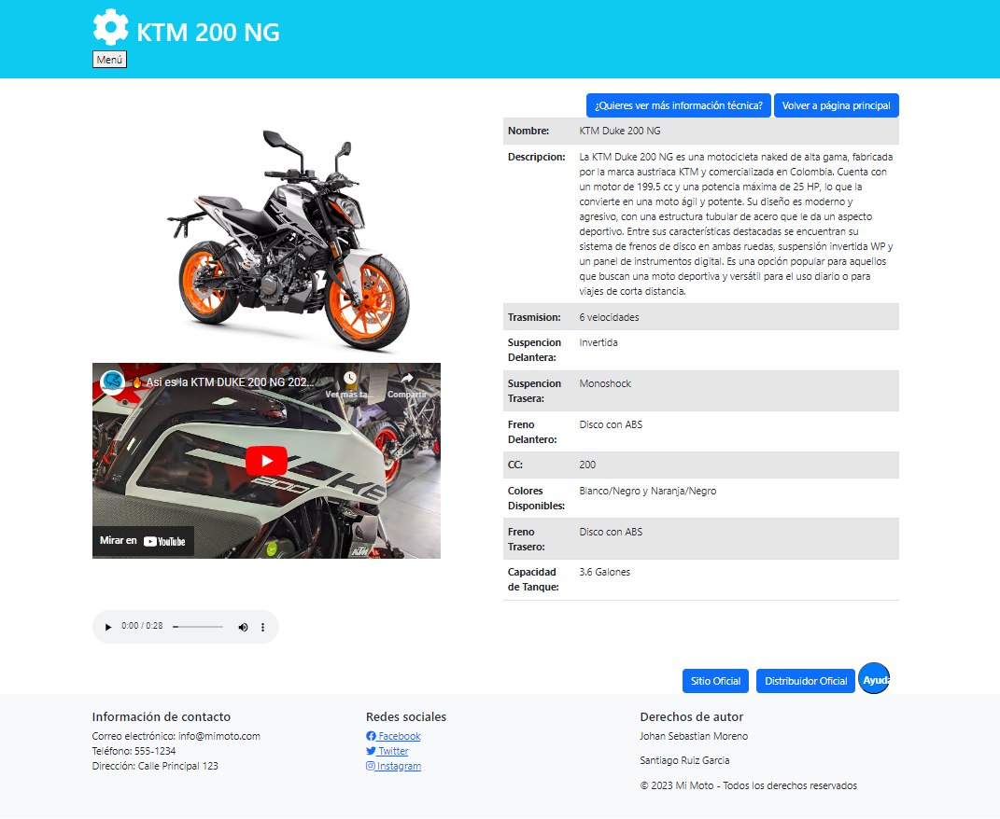 KTM 200 NG
Menú
¿Quieres ver más información técnica?
Volver a página principal
Nombre: KTM Duke 200 NG
Descripcion: La KTM Duke 200 NG es una motocicleta naked de alta gama, fabricada
por la marca austriaca KTM y comercializada en Colombia. Cuenta con
un motor de 199.5 cc y una potencia máxima de 25 HP, lo que la
convierte en una moto ágil y potente. Su diseño es moderno y
agresivo, con una estructura tubular de acero que le da un aspecto
deportivo. Entre sus características destacadas se encuentran su
sistema de frenos de disco en ambas ruedas, suspensión invertida WP y
un panel de instrumentos digital. Es una opción popular para aquellos
que buscan una moto deportiva y versátil para el uso diario o para
viajes de corta distancia.
Trasmision: 6 velocidades
Suspencion Invertida
Delantera:
Suspencion Monoshock
Trasera:
Freno Disco con ABS
Delantero:
CC: 200
Colores Blanco/Negro y Naranja/Negro
Disponibles:
Freno Disco con ABS
Trasero:
Capacidad 3.6 Galones
de Tanque:
Asi es la KTM DUKE 200 NG 202...
Ver más ta...
Compartir
DUKE
200
KTM
Mirar en YouTube
0:00 / 0:28
Sitio Oficial
Distribuidor Oficial
Ayuda
Información de contacto
Correo electrónico: info@mimoto.com
Teléfono: 555-1234
Dirección: Calle Principal 123
Redes sociales
Facebook
Twitter
Instagram
Derechos de autor
Johan Sebastian Moreno
Santiago Ruiz Garcia
© 2023 Mi Moto - Todos los derechos reservados